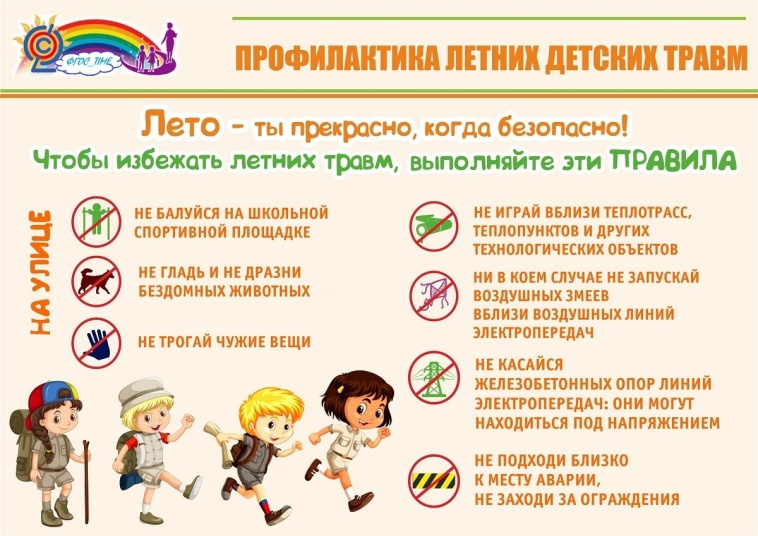 ФГОС_TIME
ПРОФИЛАКТИКА ЛЕТНИХ ДЕТСКИХ ТРАВМ
Лето - ты прекрасно, когда безопасно!
Чтобы избежать летних травм, выполняйте эти ПРАВИЛА
НА УЛИЦЕ
НЕ БАЛУЙСЯ НА ШКОЛЬНОЙ
СПОРТИВНОЙ ПЛОЩАДКЕ
НЕ ГЛАДЬ И НЕ ДРАЗНИ
БЕЗДОМНЫХ ЖИВОТНЫХ
НЕ ТРОГАЙ ЧУЖИЕ ВЕЩИ
НЕ ИГРАЙ ВБЛИЗИ ТЕПЛОТРАСС,
ТЕПЛОПУНКТОВ И ДРУГИХ
ТЕХНОЛОГИЧЕСКИХ ОБЪЕКТОВ
НИ В КОЕМ СЛУЧАЕ НЕ ЗАПУСКАЙ
ВОЗДУШНЫХ ЗМЕЕВ
ВБЛИЗИ ВОЗДУШНЫХ ЛИНИЙ
ЭЛЕКТРОПЕРЕДАЧ
НЕ КАСАЙСЯ
ЖЕЛЕЗОБЕТОННЫХ ОПОР ЛИНИЙ
ЭЛЕКТРОПЕРЕДАЧ: ОНИ МОГУТ
НАХОДИТЬСЯ ПОД НАПРЯЖЕНИЕМ
НЕ ПОДХОДИ БЛИЗКО
К МЕСТУ АВАРИИ,
НЕ ЗАХОДИ ЗА ОГРАЖДЕНИЯ